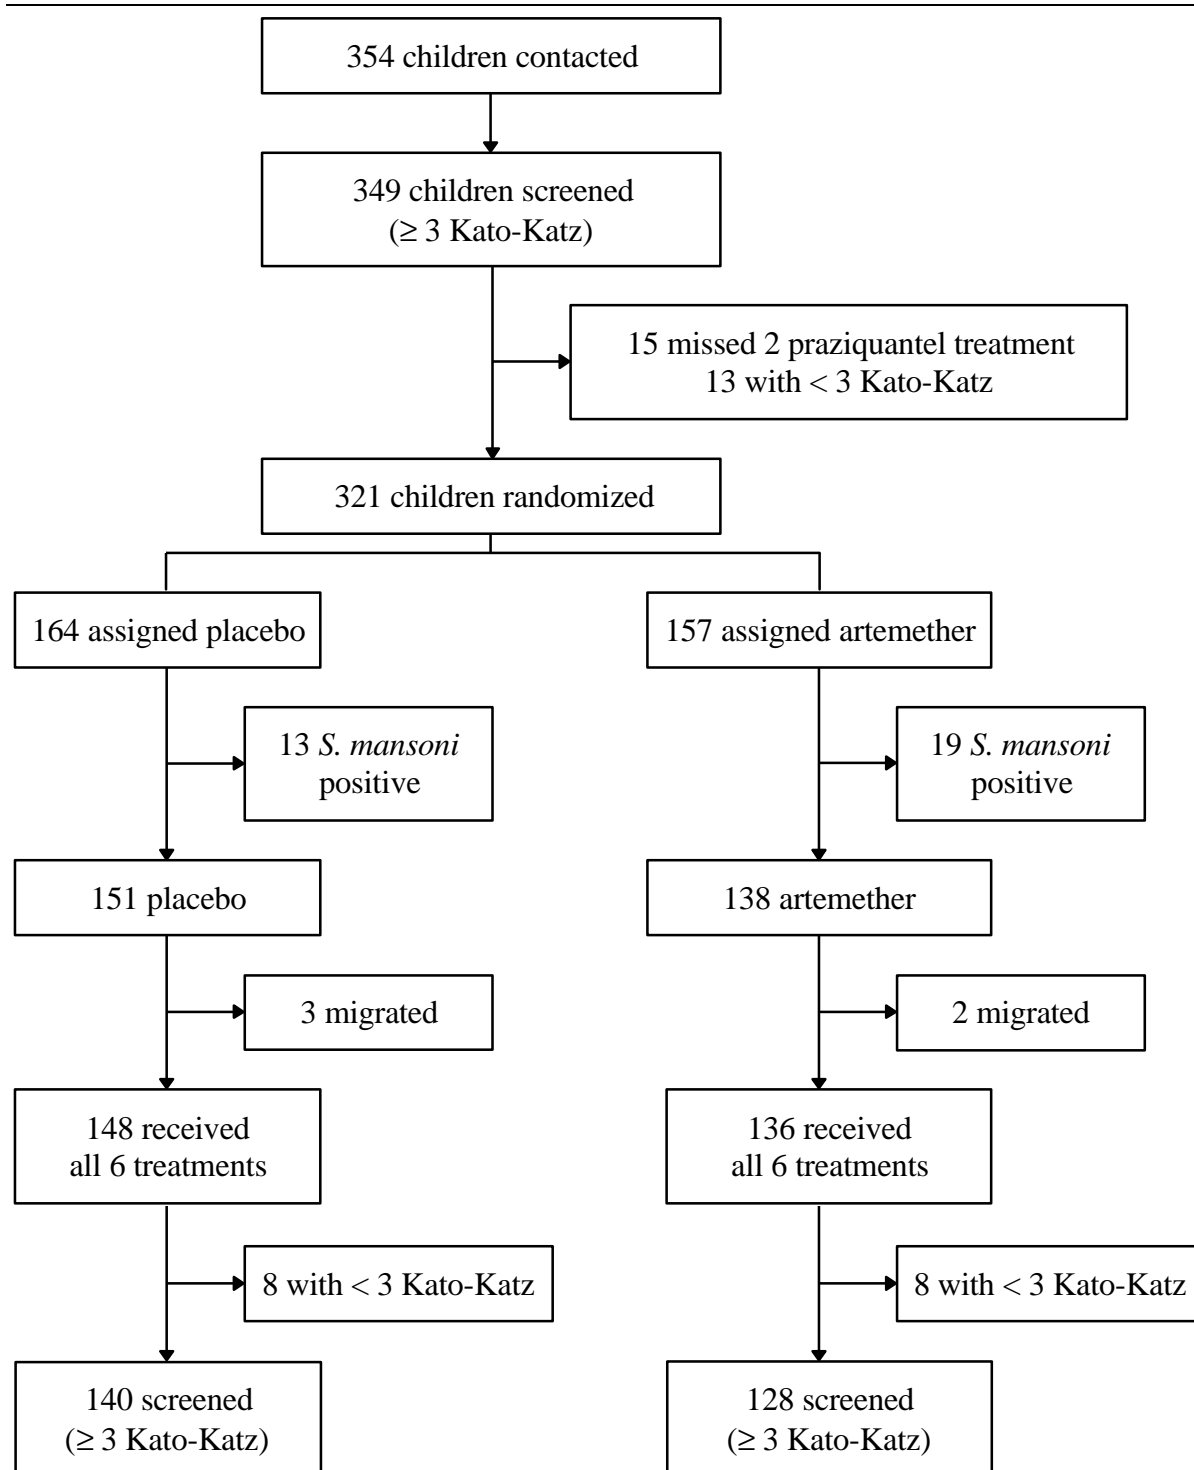 354 children contacted
349 children screened
(≥ 3 Kato-Katz)
15 missed 2 praziquantel treatment
13 with < 3 Kato-Katz
321 children randomized
164 assigned placebo
157 assigned artemether
13 S. mansoni
positive
19 S. mansoni
positive
151 placebo
138 artemether
3 migrated
2 migrated
148 received
all 6 treatments
136 received
all 6 treatments
8 with < 3 Kato-Katz
8 with < 3 Kato-Katz
140 screened
(≥ 3 Kato-Katz)
128 screened
(≥ 3 Kato-Katz)